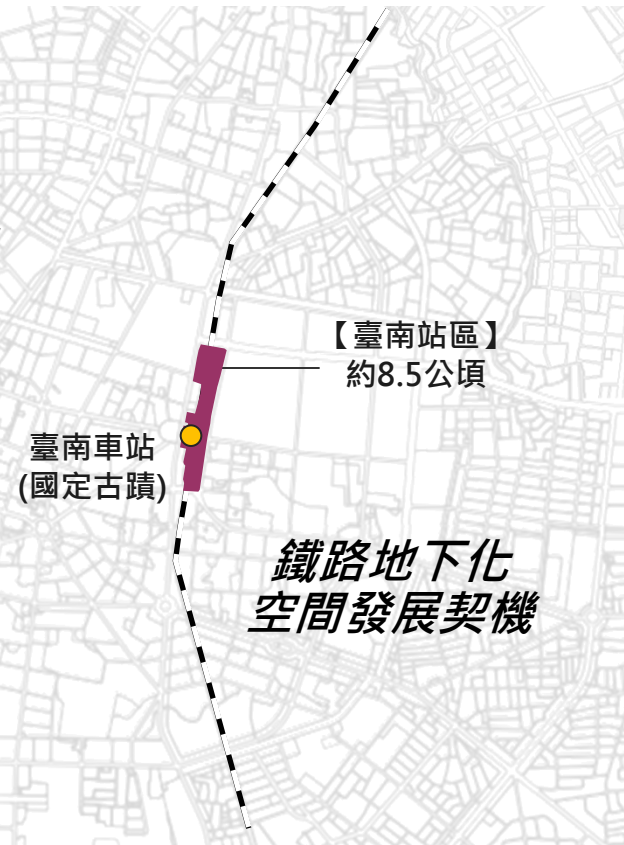 【臺南站區】
約8.5公頃
臺南車站
(國定古蹟)
鐵路地下化
空間發展契機